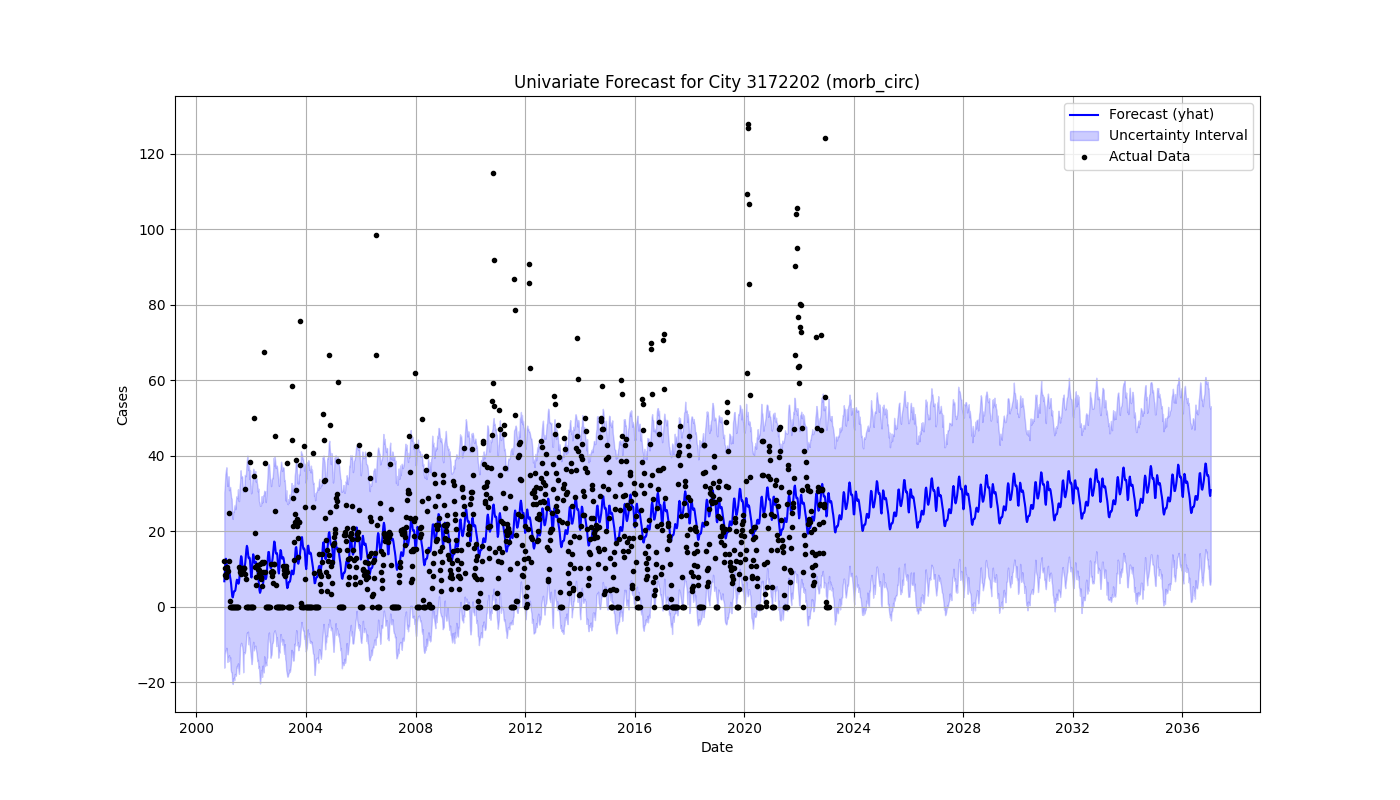 Univariate Forecast for City 3172202 (morb_circ)
Forecast (yhat)
Uncertainty Interval
Actual Data
Cases
120
100
80
60
40
20
0
−20
2000 2004 2008 2012 2016 2020 2024 2028 2032 2036
Date